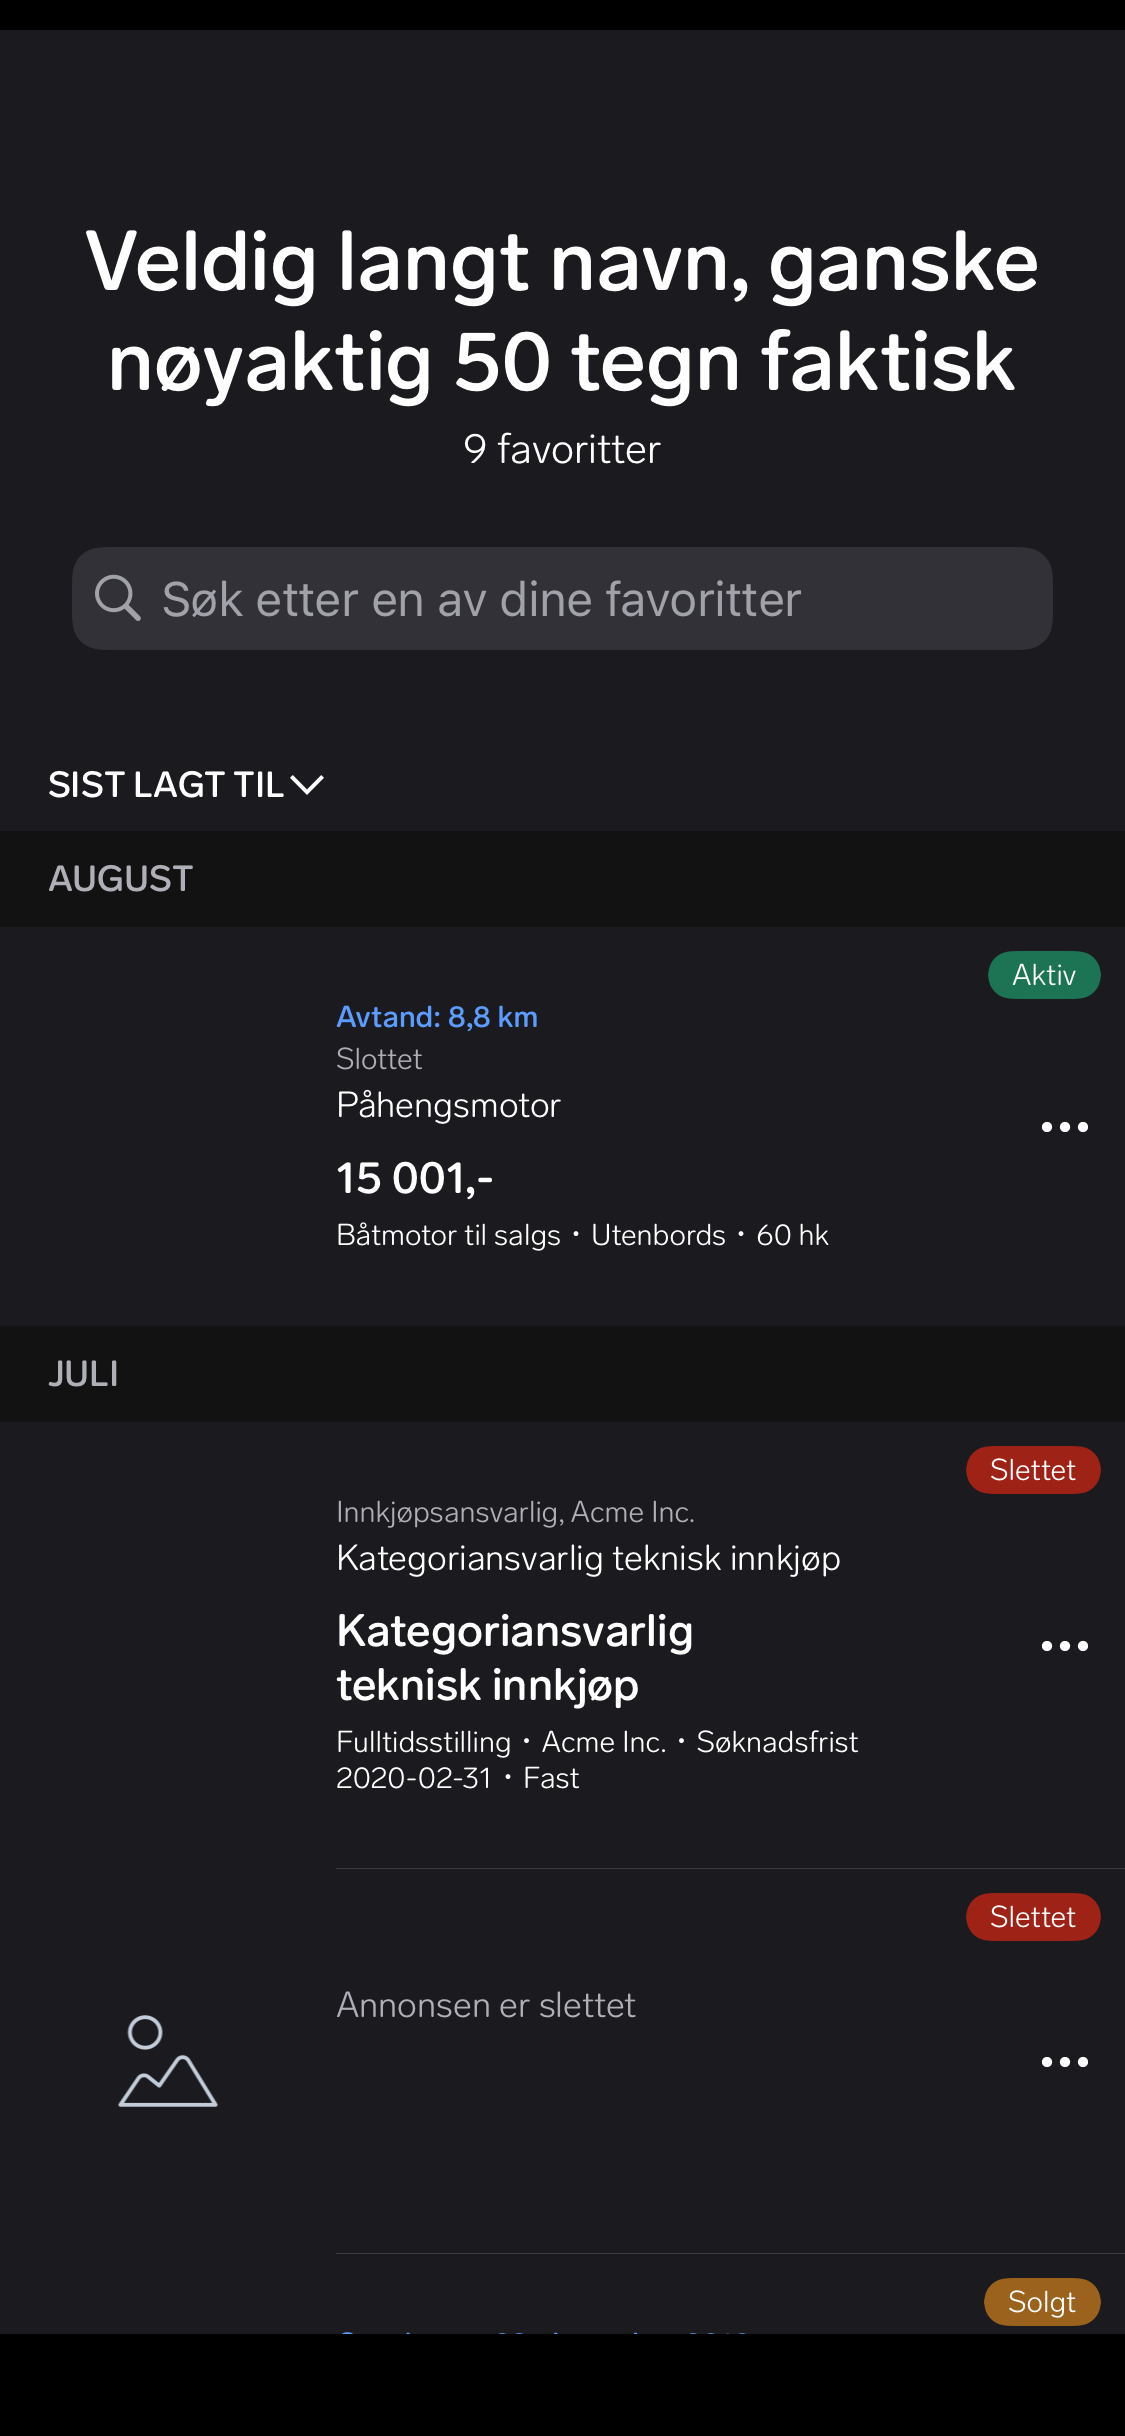 Veldig langt navn, ganske
nøyaktig 50 tegn faktisk
9 favoritter
Søk etter en av dine favoritter
SIST LAGT TIL
AUGUST
Aktiv
Avtand: 8,8 km
Slottet
Påhengsmotor
15 001,-
Båtmotor til salgs • Utenbords • 60 hk
JULI
Slettet
Innkjøpsansvarlig, Acme Inc.
Kategoriansvarlig teknisk innkjøp
Kategoriansvarlig
teknisk innkjøp
Fulltidsstilling • Acme Inc. • Søknadsfrist
2020-02-31 • Fast
Slettet
Annonsen er slettet
Solgt